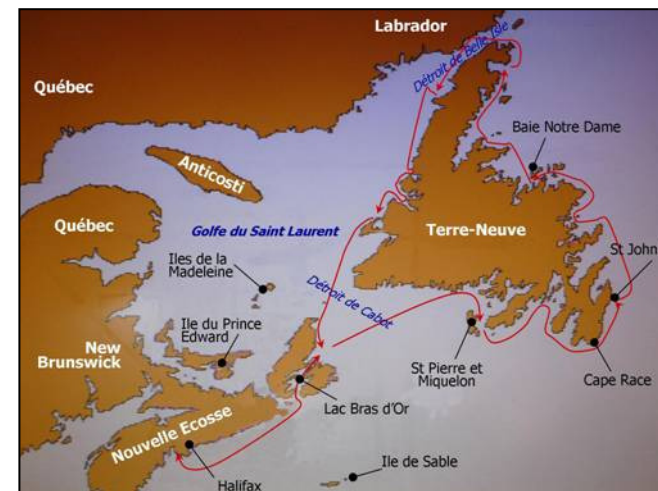 Labrador
Québec
Détroit de Belle Isle
Baie Notre Dame
Anticosti
Québec
Golfe du Saint Laurent
Terre-Neuve
Iles de la
Madeleine
St John
Détroit de Cabot
Ile du Prince
Edward
New
Brunswick
St Pierre et
Miquelon
Cape Race
Lac Bras d'Or
Nouvelle Ecosse
Ile de Sable
Halifax